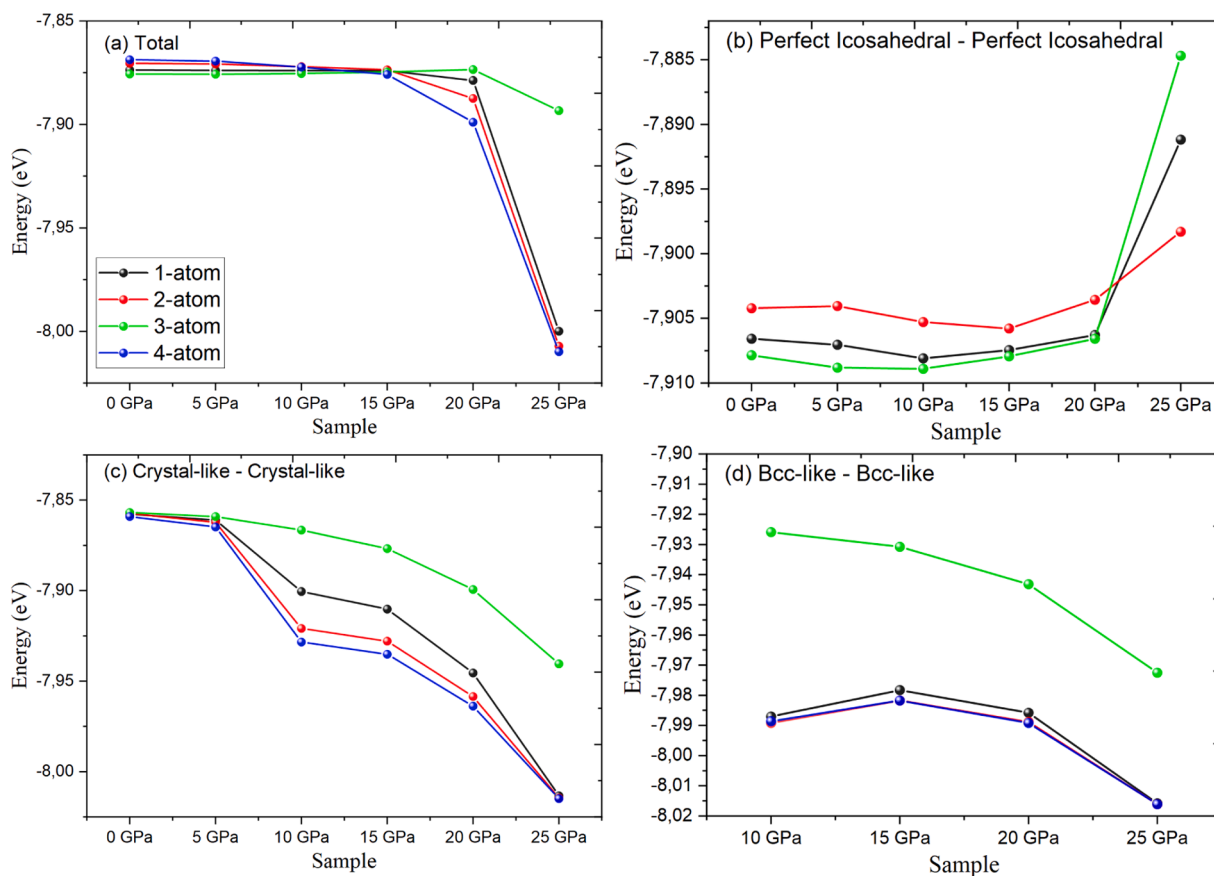 (a) Total
Energy (eV)
-7,85
-7,90
-7,95
-8,00
1-atom
2-atom
3-atom
4-atom
0 GPa 5 GPa 10 GPa 15 GPa 20 GPa 25 GPa
Sample
(b) Perfect Icosahedral - Perfect Icosahedral
Energy (eV)
-7,885
-7,890
-7,895
-7,900
-7,905
-7,910
0 GPa 5 GPa 10 GPa 15 GPa 20 GPa 25 GPa
Sample
(c) Crystal-like - Crystal-like
Energy (eV)
-7,85
-7,90
-7,95
-8,00
0 GPa 5 GPa 10 GPa 15 GPa 20 GPa 25 GPa
Sample
(d) Bcc-like - Bcc-like
Energy (eV)
-7,90
-7,91
-7,92
-7,93
-7,94
-7,95
-7,96
-7,97
-7,98
-7,99
-8,00
-8,01
-8,02
10 GPa 15 GPa 20 GPa 25 GPa
Sample